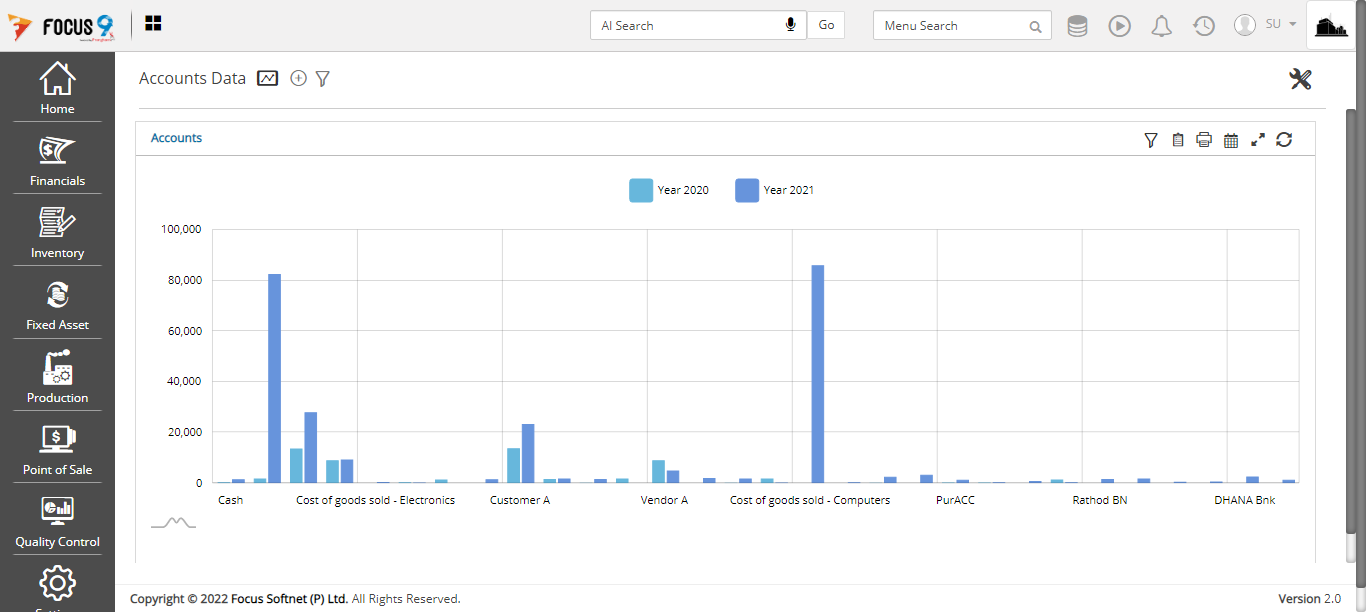 FOCUS 9
AI Search
Go
Menu Search
SU
Home
Financials
Inventory
Fixed Asset
Production
Point of Sale
Quality Control
Accounts Data
Accounts
Year 2020
Year 2021
100,000
80,000
60,000
40,000
20,000
0
Cash
Cost of goods sold - Electronics
Customer A
Vendor A
Cost of goods sold - Computers
PurACC
Rathod BN
DHANA Bnk
Copyright © 2022 Focus Softnet (P) Ltd. All Rights Reserved.
Version 2.0